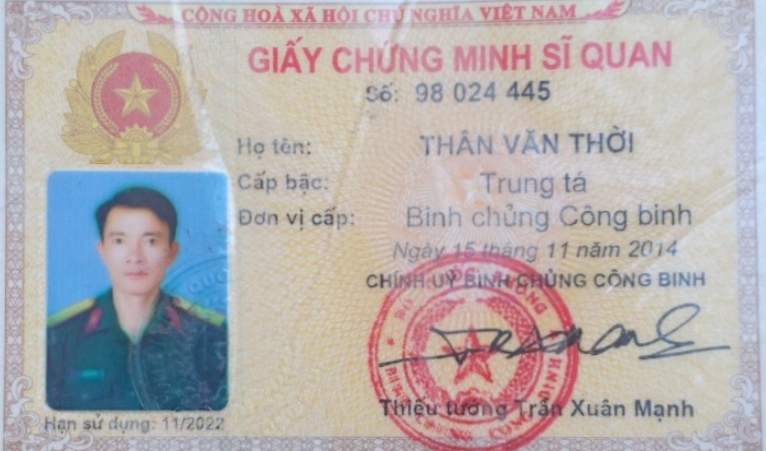 CỘNG HOÀ XÃ HỘI CHỦ NGHĨA VIỆT NAM
GIẤY CHỨNG MINH SĨ QUAN
Số: 98 024 445
Họ tên: THÂN VĂN THỜI
Cấp bậc: Trung tá
Đơn vị cấp: Binh chủng Công binh
Ngày 15 tháng 11 năm 2014
CHÍNH UỶ BINH CHỦNG CÔNG BINH
Thiếu tướng Trần Xuân Mạnh
Hạn sử dụng: 11/2022